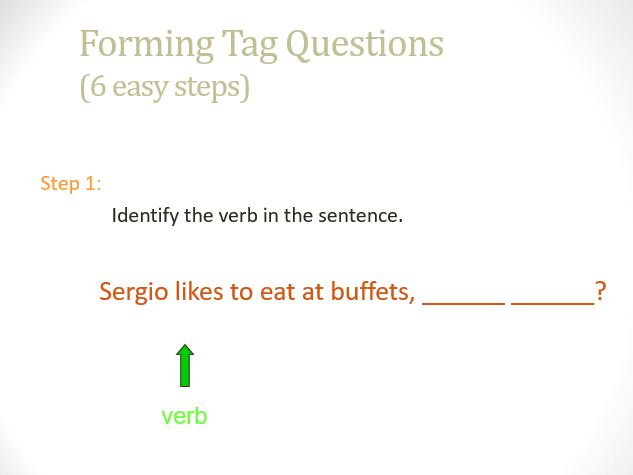 Forming Tag Questions
(6 easy steps)
Step 1:
Identify the verb in the sentence.
Sergio likes to eat at buffets, ______ ______?
verb